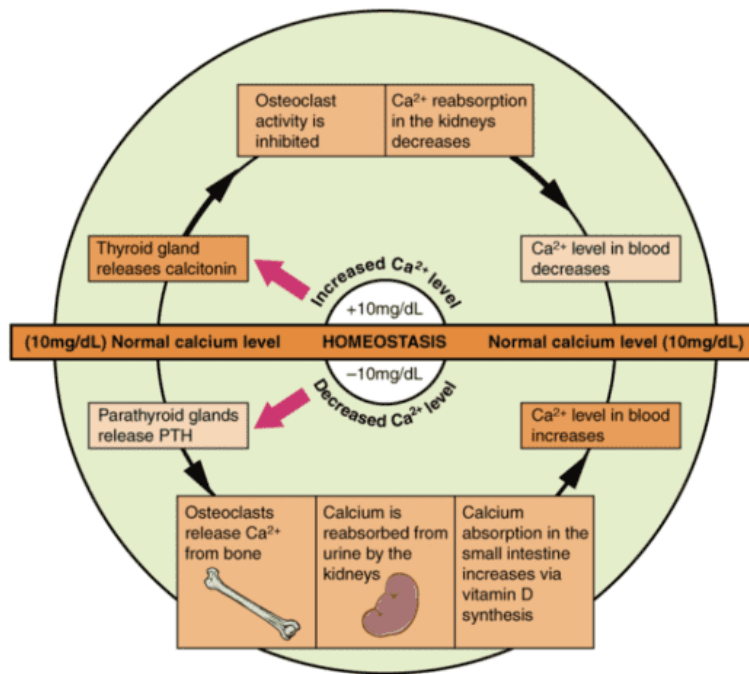 Osteoclast
activity is
inhibited
Ca²⁺ reabsorption
in the kidneys
decreases
Thyroid gland
releases calcitonin
Increased Ca²⁺ level
+10mg/dL
Ca²⁺ level in blood
decreases
(10mg/dL) Normal calcium level
HOMEOSTASIS
Normal calcium level (10mg/dL)
–10mg/dL
Decreased Ca²⁺ level
Parathyroid glands
release PTH
Ca²⁺ level in blood
increases
Osteoclasts
release Ca²⁺
from bone
Calcium is
reabsorbed from
urine by the
kidneys
Calcium
absorption in the
small intestine
increases via
vitamin D
synthesis